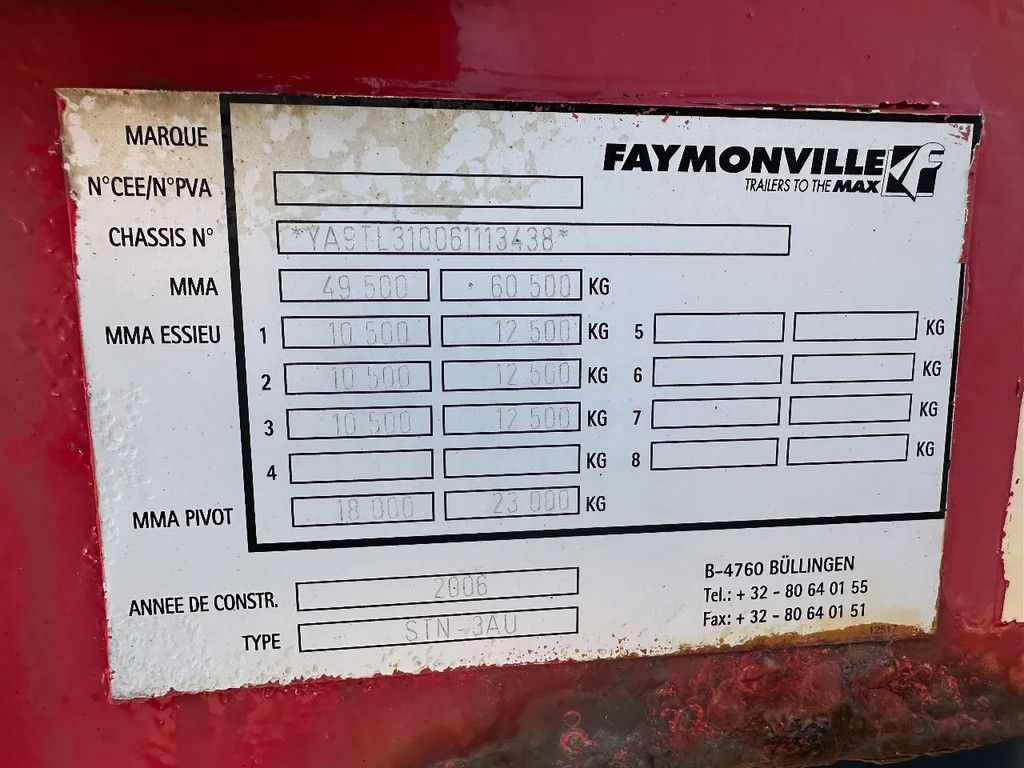 MARQUE
FAYMONVILLE
TRAILERS TO THE MAX
N°CEE/N°PVA
CHASSIS N° *YA9TL310061113438*
MMA 49 500 60 500 KG
MMA ESSIEU 1 10 500 12 500 KG 5 KG
2 10 500 12 500 KG 6 KG
3 10 500 12 500 KG 7 KG
4 KG 8 KG
MMA PIVOT 18 000 23 000 KG
ANNEE DE CONSTR. 2006
TYPE STN-3AU
B-4760 BÜLLINGEN
Tel.: + 32 - 80 64 01 55
Fax: + 32 - 80 64 01 51